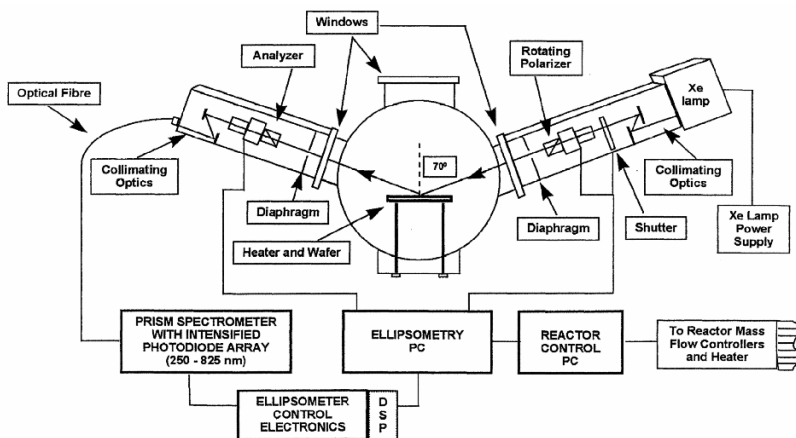 Windows
Analyzer
Rotating
Polarizer
Xe
lamp
Optical Fibre
70º
Collimating
Optics
Collimating
Optics
Diaphragm
Diaphragm
Shutter
Heater and Wafer
Xe Lamp
Power
Supply
PRISM SPECTROMETER
WITH INTENSIFIED
PHOTODIODE ARRAY
(250 - 825 nm)
ELLIPSOMETRY
PC
REACTOR
CONTROL
PC
To Reactor Mass
Flow Controllers
and Heater
ELLIPSOMETER
CONTROL
ELECTRONICS
D
S
P